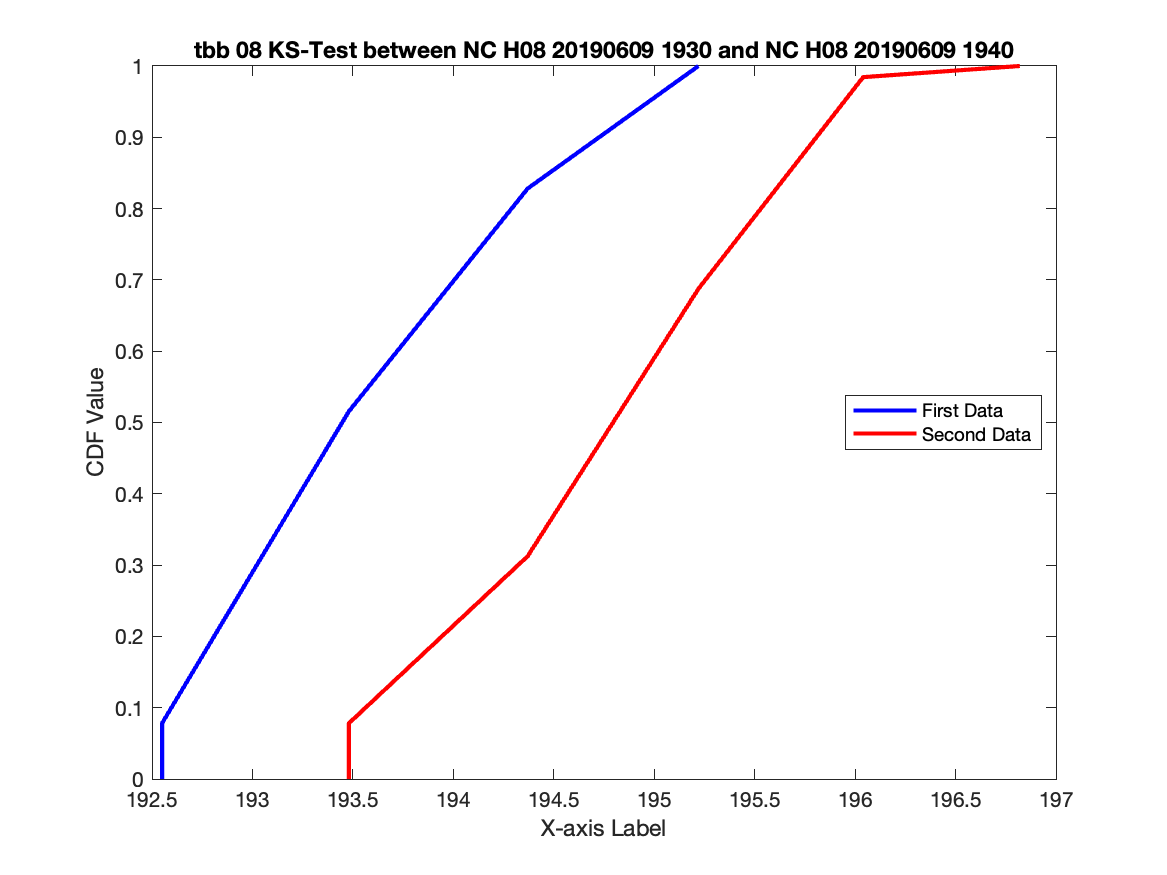 tbb 08 KS-Test between NC H08 20190609 1930 and NC H08 20190609 1940
1
0.9
0.8
0.7
0.6
0.5
0.4
0.3
0.2
0.1
0
CDF Value
First Data
Second Data
192.5 193 193.5 194 194.5 195 195.5 196 196.5 197
X-axis Label